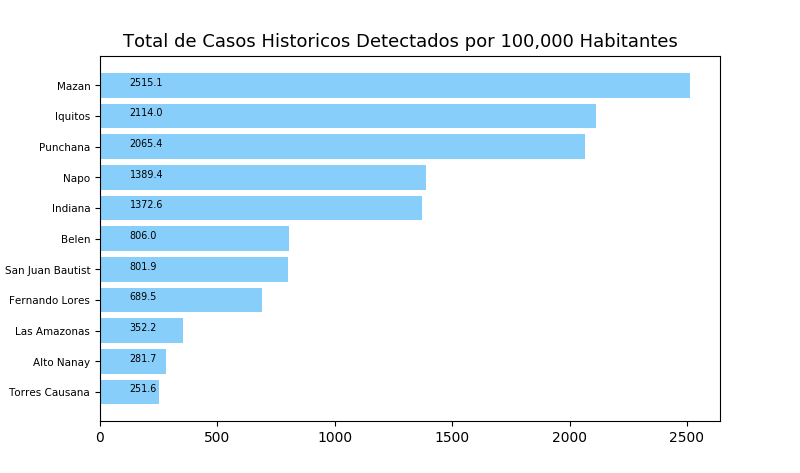 Total de Casos Historicos Detectados por 100,000 Habitantes
Mazan 2515.1
Iquitos 2114.0
Punchana 2065.4
Napo 1389.4
Indiana 1372.6
Belen 806.0
San Juan Bautist 801.9
Fernando Lores 689.5
Las Amazonas 352.2
Alto Nanay 281.7
Torres Causana 251.6
0 500 1000 1500 2000 2500